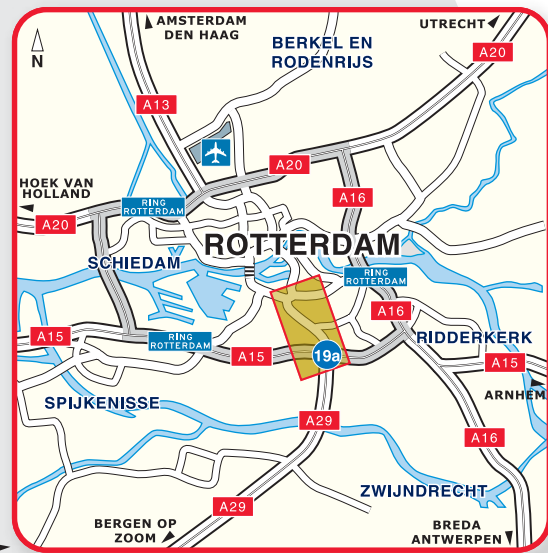 AMSTERDAM
DEN HAAG
UTRECHT
BERKEL EN
RODENRIJS
N
A20
A13
A20
HOEK VAN
HOLLAND
RING
ROTTERDAM
A16
A20
ROTTERDAM
SCHIEDAM
RING
ROTTERDAM
A16
A15
RING
ROTTERDAM
A15
19a
RIDDERKERK
A15
ARNHEM
SPIJKENISSE
A29
A16
ZWIJNDRECHT
A29
BERGEN OP
ZOOM
BREDA
ANTWERPEN